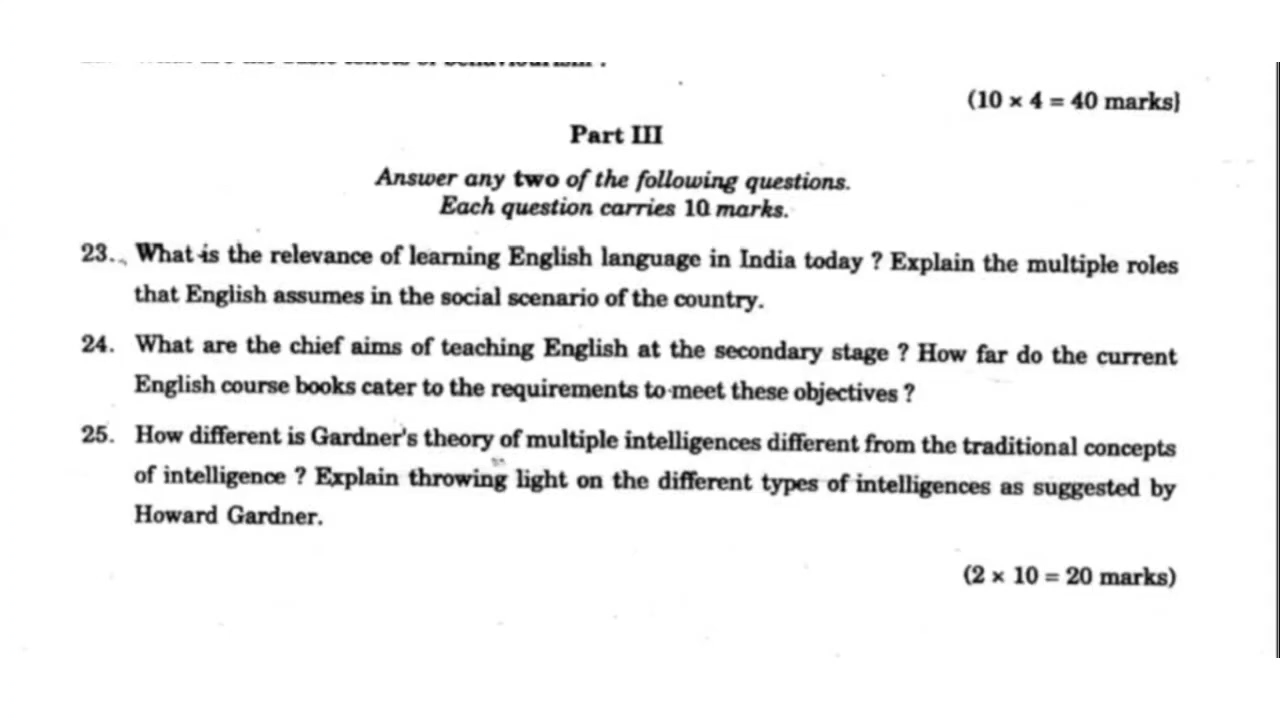 (10 × 4 = 40 marks)
Part III
Answer any two of the following questions.
Each question carries 10 marks.
23. What is the relevance of learning English language in India today ? Explain the multiple roles
that English assumes in the social scenario of the country.
24. What are the chief aims of teaching English at the secondary stage ? How far do the current
English course books cater to the requirements to meet these objectives ?
25. How different is Gardner's theory of multiple intelligences different from the traditional concepts
of intelligence ? Explain throwing light on the different types of intelligences as suggested by
Howard Gardner.
(2 × 10 = 20 marks)